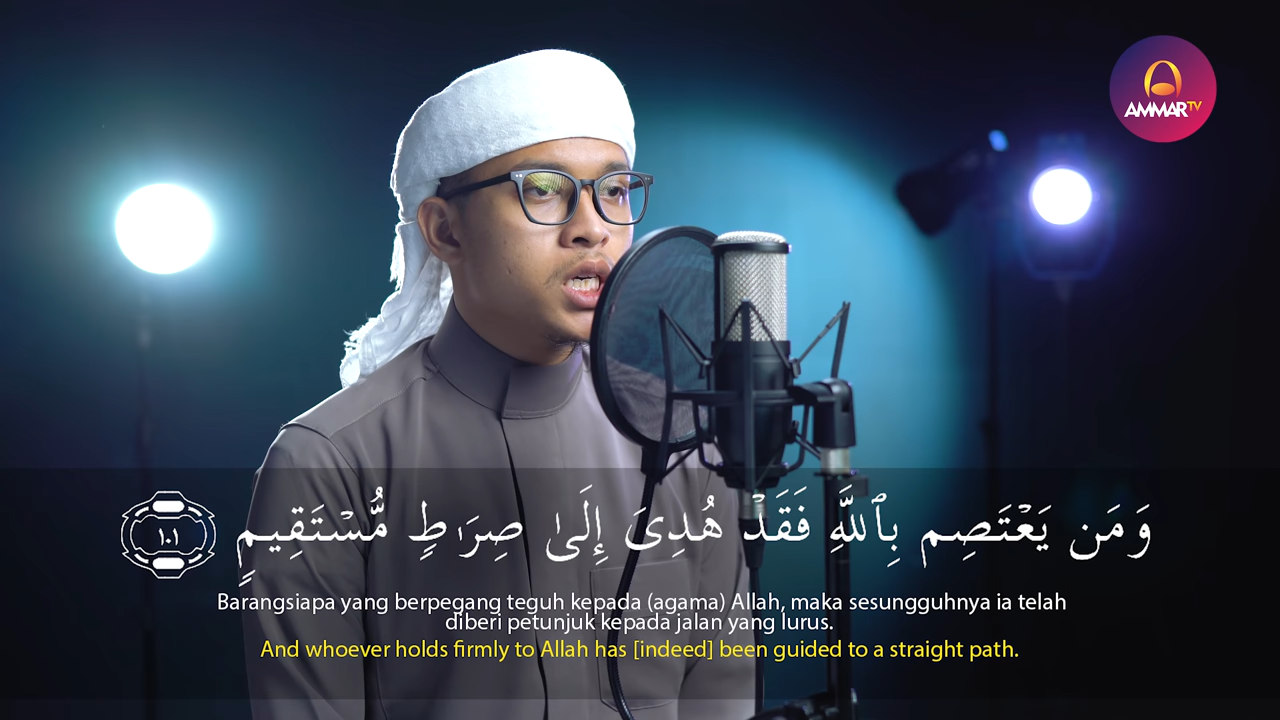 AMMAR TV
وَمَن يَعْتَصِم بِٱللَّهِ فَقَدْ هُدِىَ إِلَىٰ صِرَٰطٍ مُّسْتَقِيمٍ ١٠١
Barangsiapa yang berpegang teguh kepada (agama) Allah, maka sesungguhnya ia telah
diberi petunjuk kepada jalan yang lurus.
And whoever holds firmly to Allah has [indeed] been guided to a straight path.